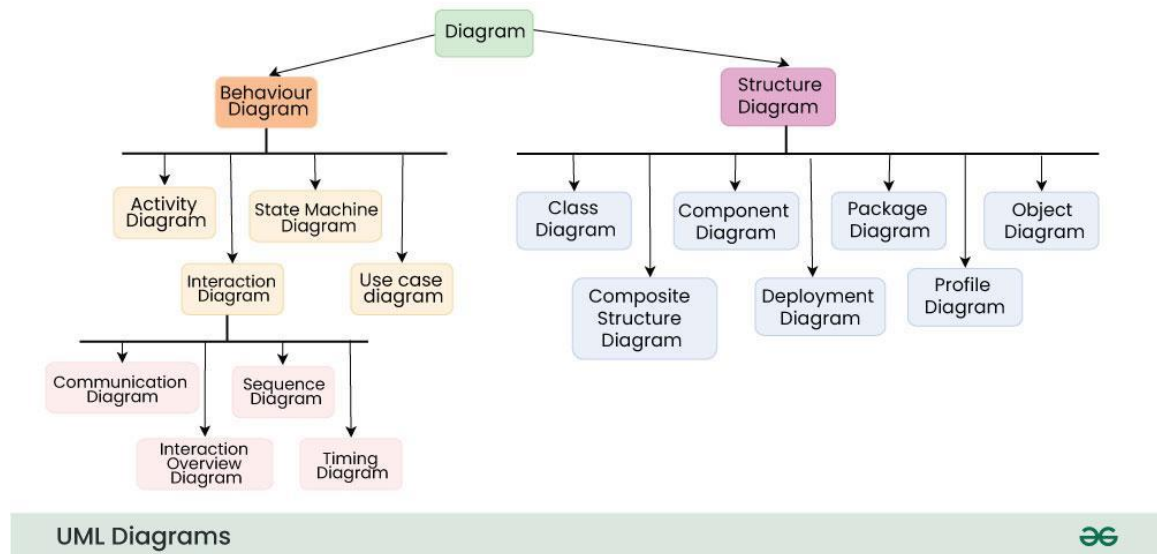 Diagram
Behaviour
Diagram
Structure
Diagram
Activity
Diagram
State Machine
Diagram
Interaction
Diagram
Use case
diagram
Communication
Diagram
Sequence
Diagram
Interaction
Overview
Diagram
Timing
Diagram
Class
Diagram
Component
Diagram
Package
Diagram
Object
Diagram
Composite
Structure
Diagram
Deployment
Diagram
Profile
Diagram
UML Diagrams